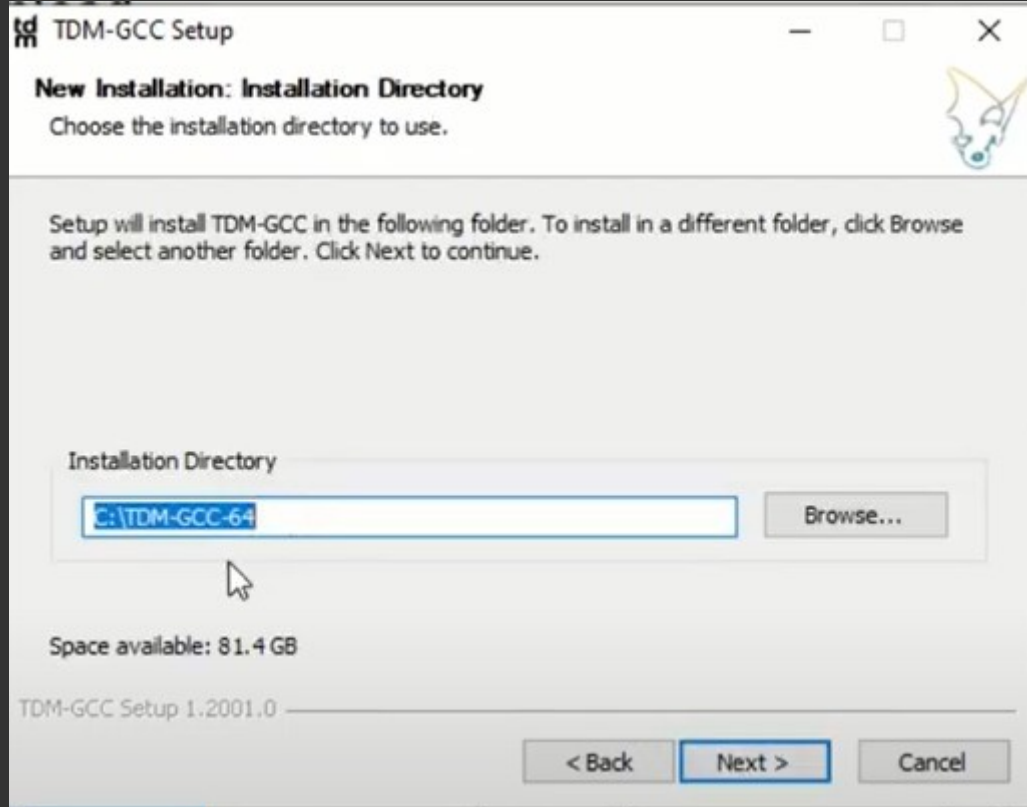 tdm TDM-GCC Setup
New Installation: Installation Directory
Choose the installation directory to use.
Setup will install TDM-GCC in the following folder. To install in a different folder, click Browse
and select another folder. Click Next to continue.
Installation Directory
C:\TDM-GCC-64 Browse...
Space available: 81.4 GB
TDM-GCC Setup 1.2001.0
< Back Next > Cancel